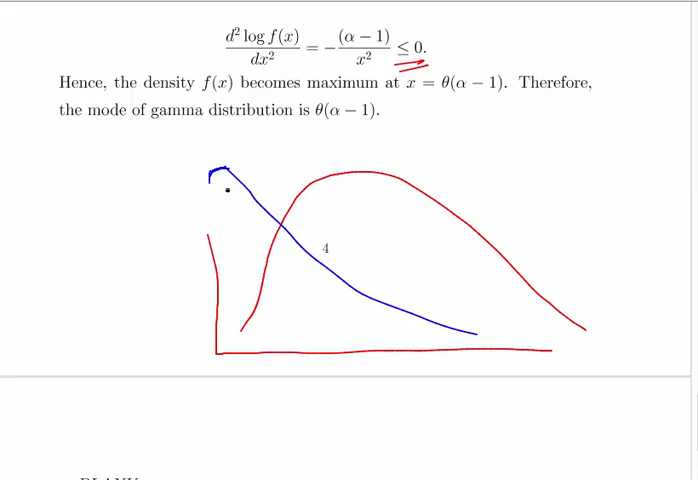 d² log f(x) / dx² = −(α − 1) / x² ≤ 0.
Hence, the density f(x) becomes maximum at x = θ(α − 1). Therefore,
the mode of gamma distribution is θ(α − 1).
4